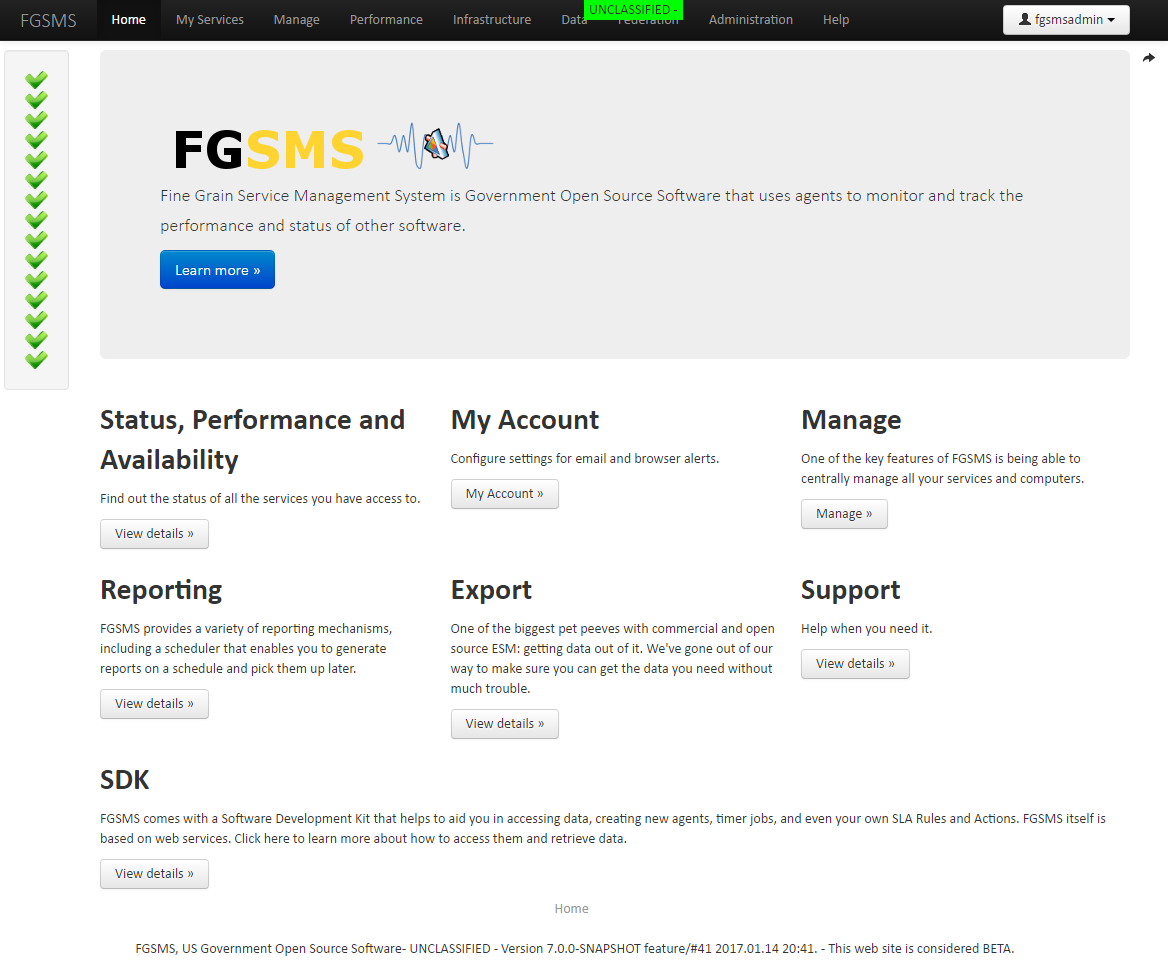 FGSMS Home My Services Manage Performance Infrastructure Data Federation Administration Help fgsmsadmin
UNCLASSIFIED -
FGSMS
Fine Grain Service Management System is Government Open Source Software that uses agents to monitor and track the
performance and status of other software.
Learn more »
Status, Performance and
Availability
Find out the status of all the services you have access to.
View details »
My Account
Configure settings for email and browser alerts.
My Account »
Manage
One of the key features of FGSMS is being able to
centrally manage all your services and computers.
Manage »
Reporting
FGSMS provides a variety of reporting mechanisms,
including a scheduler that enables you to generate
reports on a schedule and pick them up later.
View details »
Export
One of the biggest pet peeves with commercial and open
source ESM: getting data out of it. We've gone out of our
way to make sure you can get the data you need without
much trouble.
View details »
Support
Help when you need it.
View details »
SDK
FGSMS comes with a Software Development Kit that helps to aid you in accessing data, creating new agents, timer jobs, and even your own SLA Rules and Actions. FGSMS itself is
based on web services. Click here to learn more about how to access them and retrieve data.
View details »
Home
FGSMS, US Government Open Source Software- UNCLASSIFIED - Version 7.0.0-SNAPSHOT feature/#41 2017.01.14 20:41. - This web site is considered BETA.